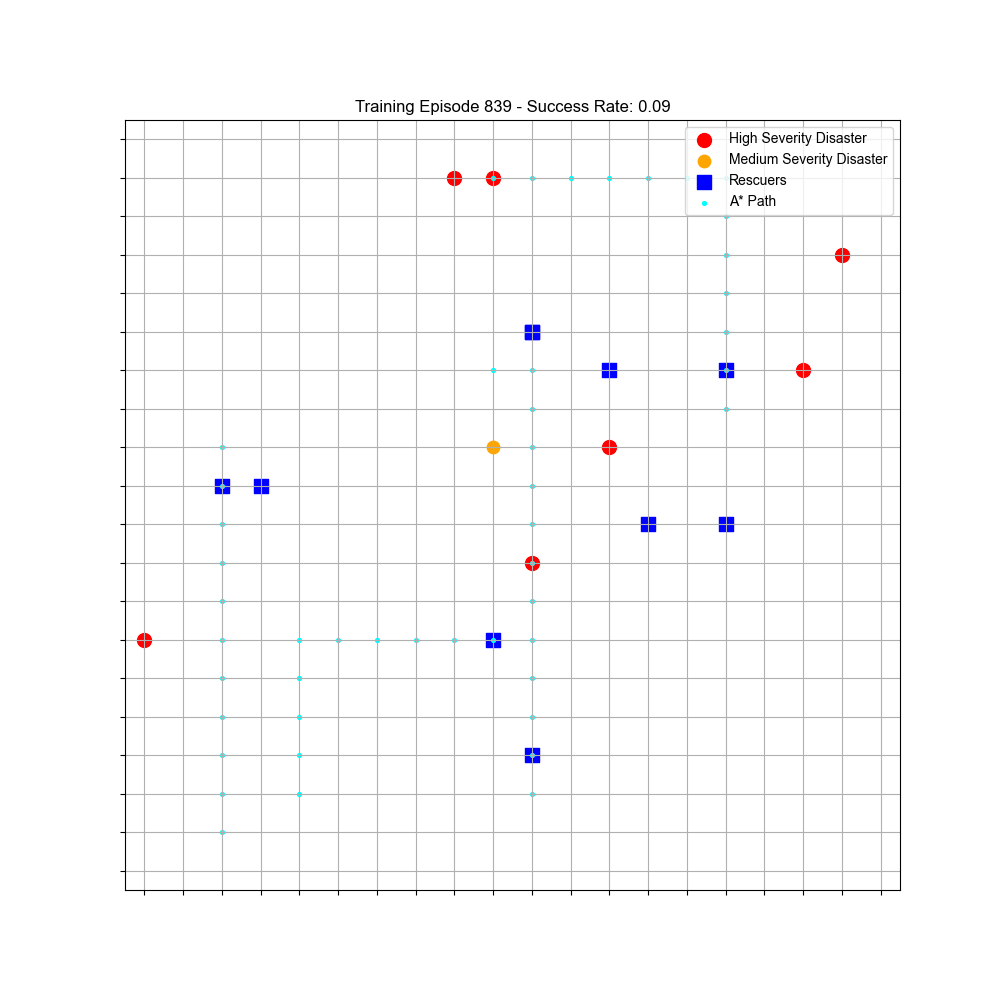 Training Episode 839 - Success Rate: 0.09
High Severity Disaster
Medium Severity Disaster
Rescuers
A* Path